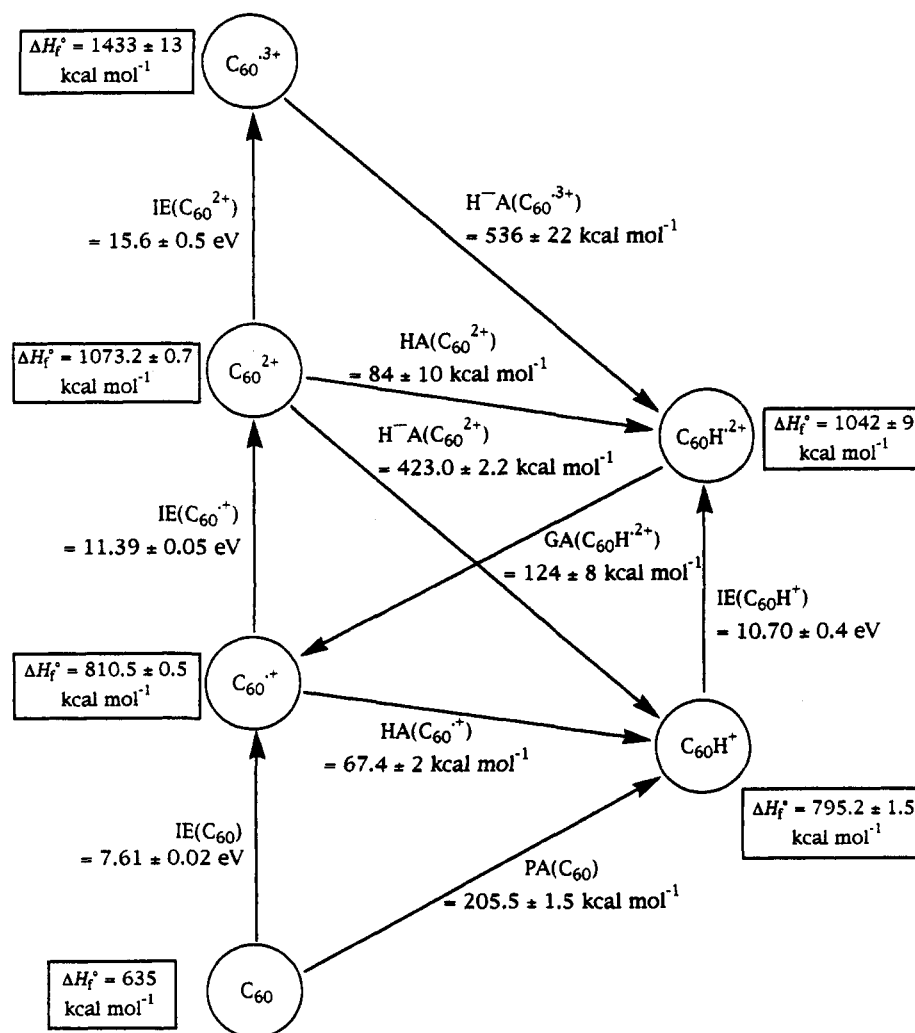 ΔH_f° = 1433 ± 13
kcal mol⁻¹
C₆₀˙³⁺
IE(C₆₀²⁺)
= 15.6 ± 0.5 eV
H⁻A(C₆₀˙³⁺)
= 536 ± 22 kcal mol⁻¹
ΔH_f° = 1073.2 ± 0.7
kcal mol⁻¹
C₆₀²⁺
HA(C₆₀²⁺)
= 84 ± 10 kcal mol⁻¹
H⁻A(C₆₀²⁺)
= 423.0 ± 2.2 kcal mol⁻¹
C₆₀H˙²⁺
ΔH_f° = 1042 ± 9
kcal mol⁻¹
IE(C₆₀˙⁺)
= 11.39 ± 0.05 eV
GA(C₆₀H˙²⁺)
= 124 ± 8 kcal mol⁻¹
IE(C₆₀H⁺)
= 10.70 ± 0.4 eV
ΔH_f° = 810.5 ± 0.5
kcal mol⁻¹
C₆₀˙⁺
HA(C₆₀˙⁺)
= 67.4 ± 2 kcal mol⁻¹
C₆₀H⁺
ΔH_f° = 795.2 ± 1.5
kcal mol⁻¹
IE(C₆₀)
= 7.61 ± 0.02 eV
PA(C₆₀)
= 205.5 ± 1.5 kcal mol⁻¹
ΔH_f° = 635
kcal mol⁻¹
C₆₀